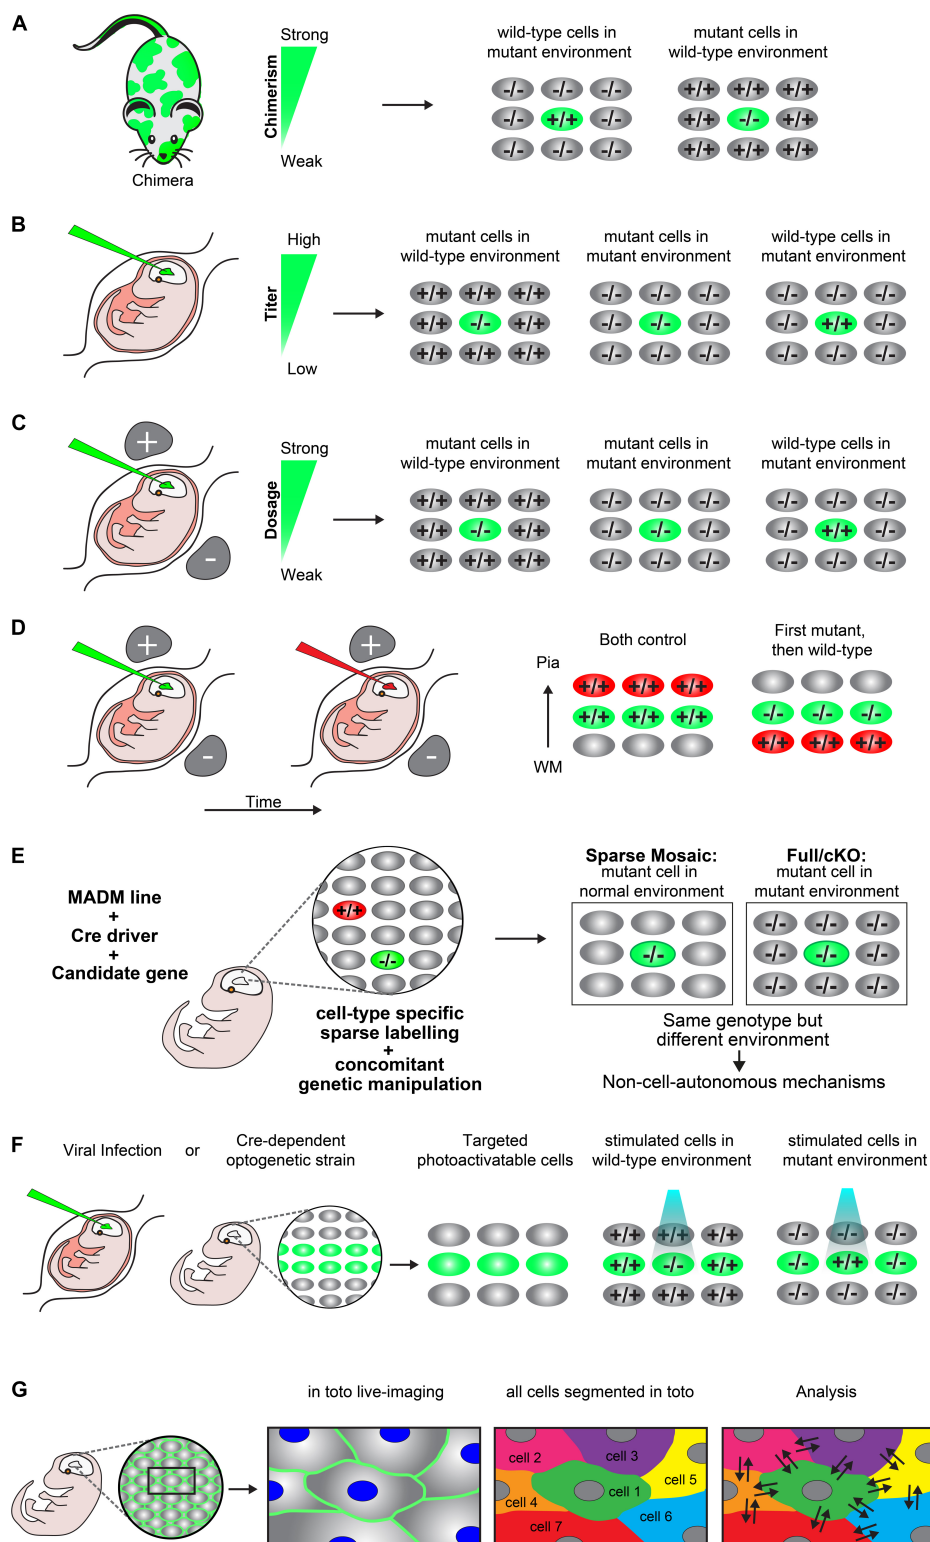 A
Strong
Chimerism
Weak
Chimera
wild-type cells in
mutant environment
-/- -/- -/-
-/- +/+ -/-
-/- -/- -/-
mutant cells in
wild-type environment
+/+ +/+ +/+
+/+ -/- +/+
+/+ +/+ +/+
B
High
Titer
Low
mutant cells in
wild-type environment
+/+ +/+ +/+
+/+ -/- +/+
+/+ +/+ +/+
mutant cells in
mutant environment
-/- -/- -/-
-/- -/- -/-
-/- -/- -/-
wild-type cells in
mutant environment
-/- -/- -/-
-/- +/+ -/-
-/- -/- -/-
C
+
-
Strong
Dosage
Weak
mutant cells in
wild-type environment
+/+ +/+ +/+
+/+ -/- +/+
+/+ +/+ +/+
mutant cells in
mutant environment
-/- -/- -/-
-/- -/- -/-
-/- -/- -/-
wild-type cells in
mutant environment
-/- -/- -/-
-/- +/+ -/-
-/- -/- -/-
D
+
-
+
-
Time
Pia
WM
Both control
+/+ +/+ +/+
+/+ +/+ +/+
First mutant,
then wild-type
-/- -/- -/-
+/+ +/+ +/+
E
MADM line
+
Cre driver
+
Candidate gene
+/+
-/-
cell-type specific
sparse labelling
+
concomitant
genetic manipulation
Sparse Mosaic:
mutant cell in
normal environment
-/-
Full/cKO:
mutant cell in
mutant environment
-/- -/- -/-
-/- -/- -/-
-/- -/- -/-
Same genotype but
different environment
Non-cell-autonomous mechanisms
F
Viral Infection
or
Cre-dependent
optogenetic strain
Targeted
photoactivatable cells
stimulated cells in
wild-type environment
+/+ +/+ +/+
+/+ -/- +/+
+/+ +/+ +/+
stimulated cells in
mutant environment
-/- -/- -/-
-/- +/+ -/-
-/- -/- -/-
G
in toto live-imaging
all cells segmented in toto
cell 2
cell 3
cell 1
cell 5
cell 4
cell 6
cell 7
Analysis